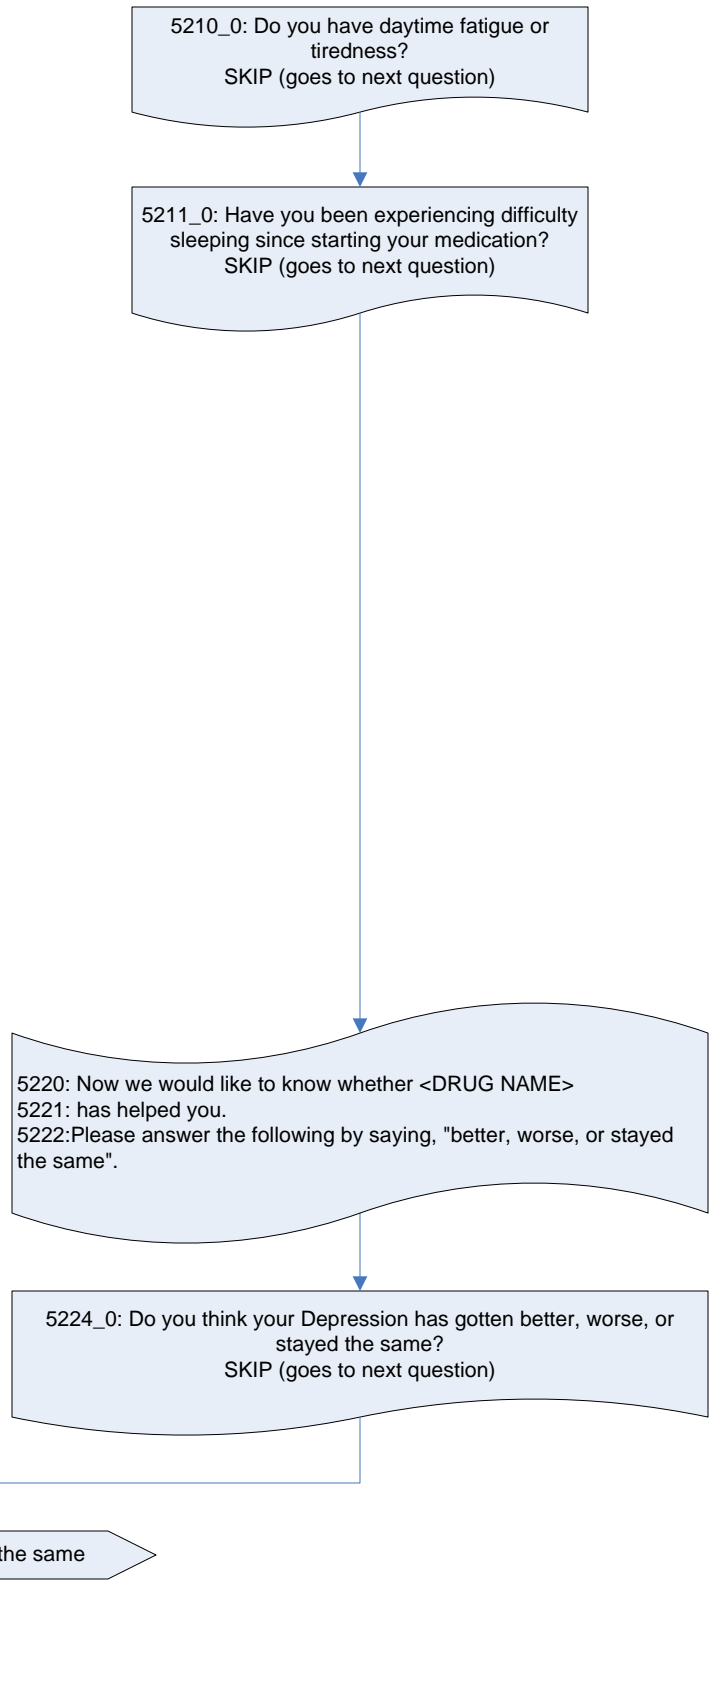 5210_0: Do you have daytime fatigue or
tiredness?
SKIP (goes to next question)
5211_0: Have you been experiencing difficulty
sleeping since starting your medication?
SKIP (goes to next question)
5220: Now we would like to know whether <DRUG NAME>
5221: has helped you.
5222:Please answer the following by saying, "better, worse, or stayed
the same".
5224_0: Do you think your Depression has gotten better, worse, or
stayed the same?
SKIP (goes to next question)
the same